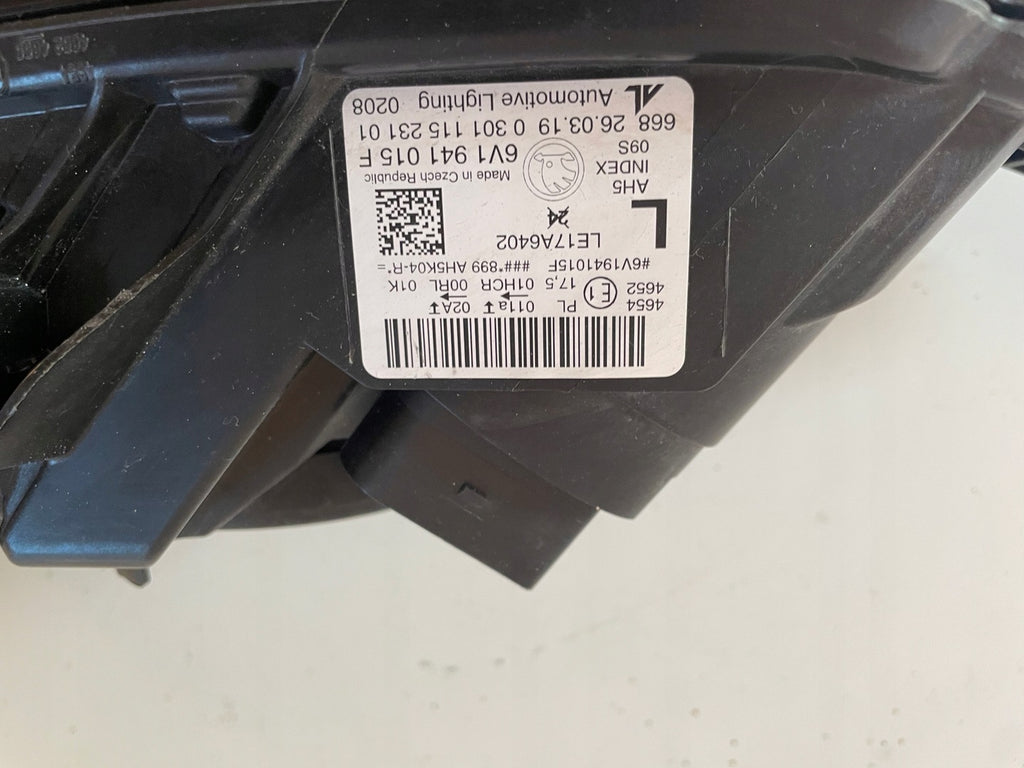 4654 PL 011a 02A
4652 E1 17,5 01HCR 00RL 01K
#6V1941015F ###*899 AH5K04-R*=
LE17A6402
L 24
AH5
INDEX
09S
Made in Czech Republic
6V1 941 015 F
668 26.03.19 0 301 115 231 01
AL Automotive Lighting 0208